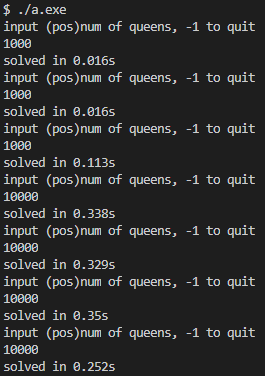 $ ./a.exe
input (pos)num of queens, -1 to quit
1000
solved in 0.016s
input (pos)num of queens, -1 to quit
1000
solved in 0.016s
input (pos)num of queens, -1 to quit
1000
solved in 0.113s
input (pos)num of queens, -1 to quit
10000
solved in 0.338s
input (pos)num of queens, -1 to quit
10000
solved in 0.329s
input (pos)num of queens, -1 to quit
10000
solved in 0.35s
input (pos)num of queens, -1 to quit
10000
solved in 0.252s